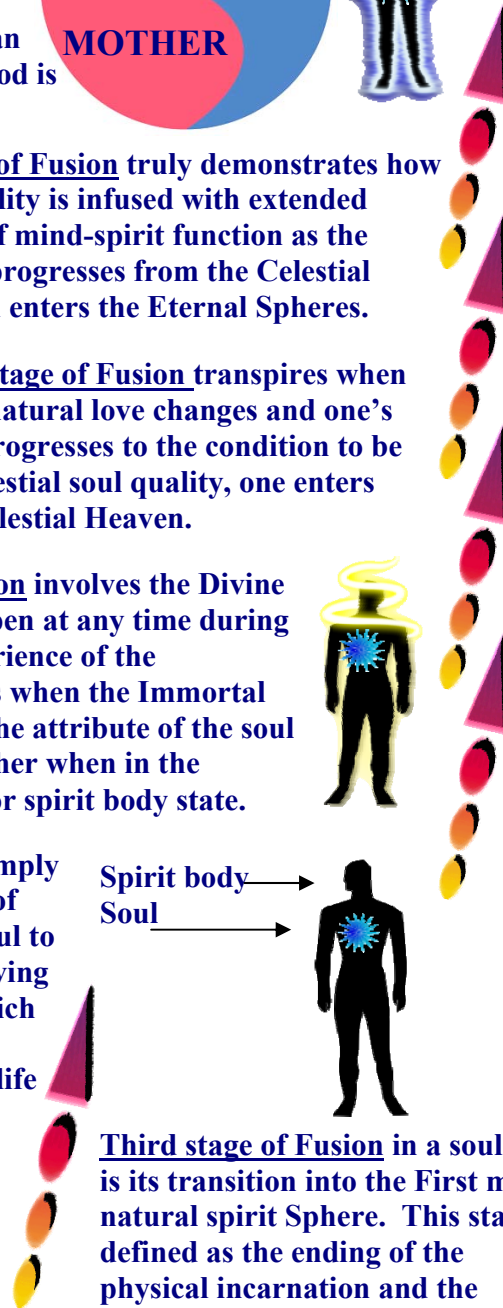 an
MOTHER
od is
of Fusion truly demonstrates how
lity is infused with extended
f mind-spirit function as the
progresses from the Celestial
enters the Eternal Spheres.
tage of Fusion transpires when
natural love changes and one's
rogresses to the condition to be
estial soul quality, one enters
lestial Heaven.
on involves the Divine
pen at any time during
rience of the
s when the Immortal
he attribute of the soul
her when in the
or spirit body state.
mply
of
ul to
ving
ich
life
Spirit body
Soul
Third stage of Fusion in a soul
is its transition into the First m
natural spirit Sphere. This sta
defined as the ending of the
physical incarnation and the